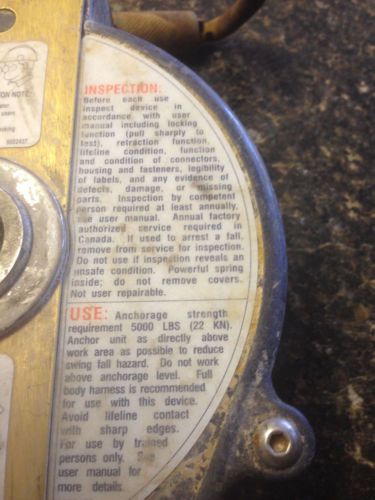 ION NOTE:
users
9502437
INSPECTION:
Before each use
inspect device in
accordance with user
manual including locking
function (pull sharply to
test), retraction function,
lifeline condition, function
and condition of connectors,
housing and fasteners, legibility
of labels, and any evidence of
defects, damage, or missing
parts. Inspection by competent
person required at least annually,
see user manual. Annual factory
authorized service required in
Canada. If used to arrest a fall,
remove from service for inspection.
Do not use if inspection reveals an
unsafe condition. Powerful spring
inside; do not remove covers.
Not user repairable.
USE: Anchorage strength
requirement 5000 LBS (22 KN).
Anchor unit as directly above
work area as possible to reduce
swing fall hazard. Do not work
above anchorage level. Full
body harness is recommended
for use with this device.
Avoid lifeline contact
with sharp edges.
For use by trained
persons only. See
user manual for
more details.